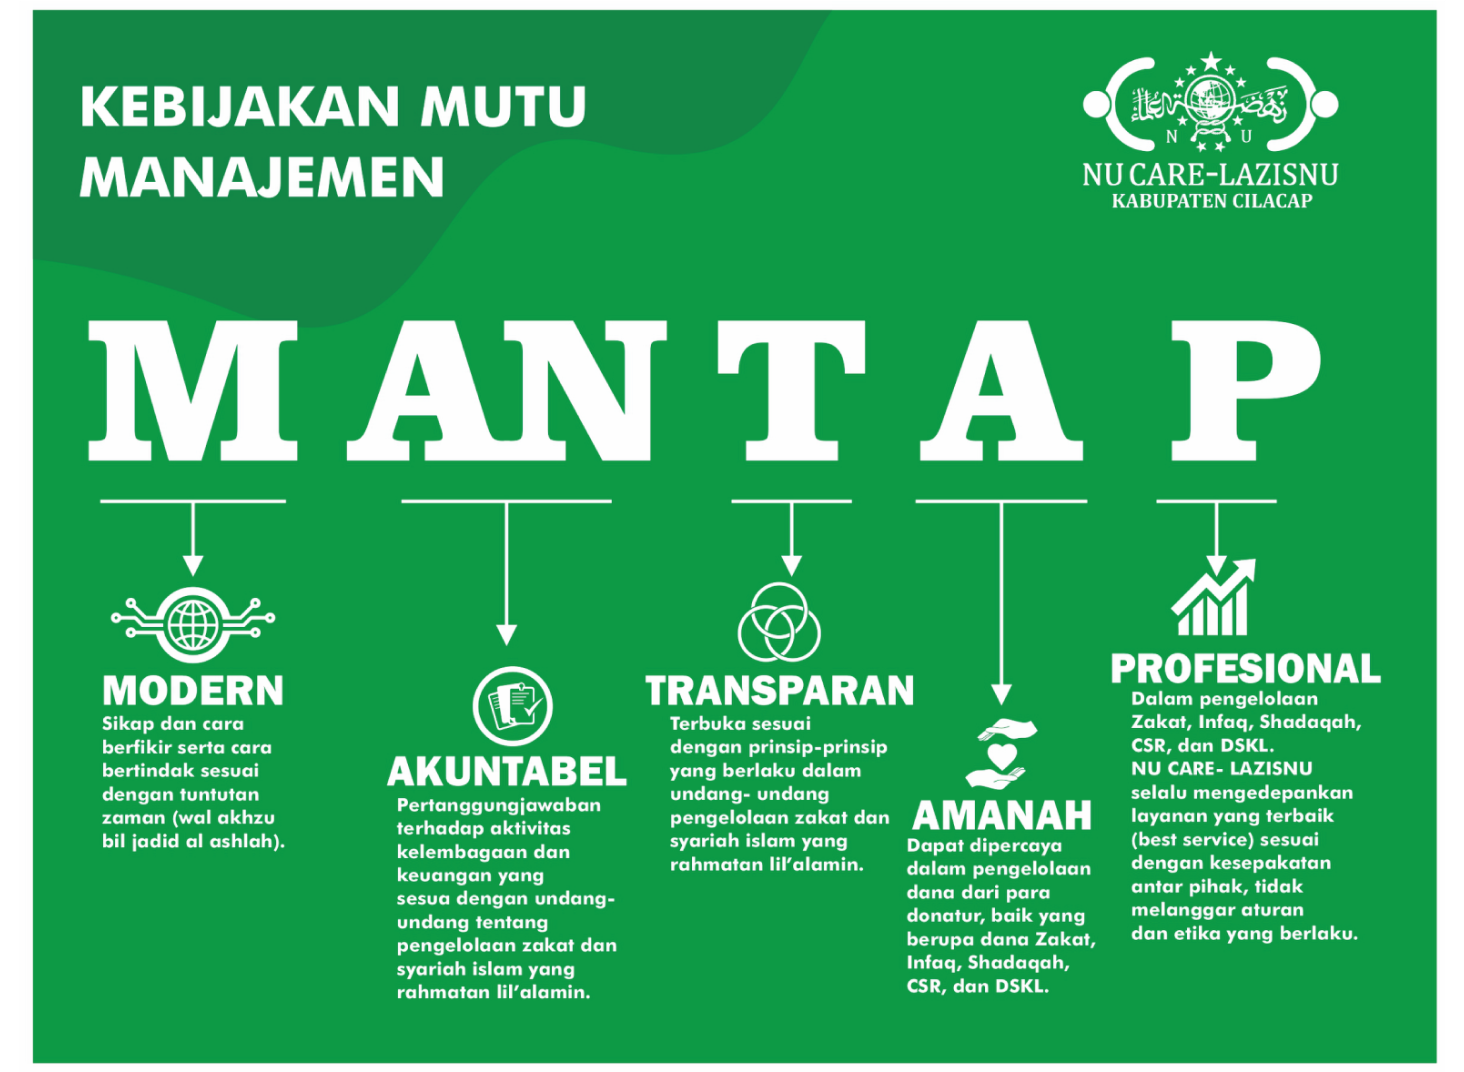 KEBIJAKAN MUTU
MANAJEMEN
N U
NU CARE-LAZISNU
KABUPATEN CILACAP
M AN T A P
MODERN
Sikap dan cara
berfikir serta cara
bertindak sesuai
dengan tuntutan
zaman (wal akhzu
bil jadid al ashlah).
AKUNTABEL
Pertanggungjawaban
terhadap aktivitas
kelembagaan dan
keuangan yang
sesua dengan undang-
undang tentang
pengelolaan zakat dan
syariah islam yang
rahmatan lil’alamin.
TRANSPARAN
Terbuka sesuai
dengan prinsip-prinsip
yang berlaku dalam
undang- undang
pengelolaan zakat dan
syariah islam yang
rahmatan lil’alamin.
AMANAH
Dapat dipercaya
dalam pengelolaan
dana dari para
donatur, baik yang
berupa dana Zakat,
Infaq, Shadaqah,
CSR, dan DSKL.
PROFESIONAL
Dalam pengelolaan
Zakat, Infaq, Shadaqah,
CSR, dan DSKL.
NU CARE- LAZISNU
selalu mengedepankan
layanan yang terbaik
(best service) sesuai
dengan kesepakatan
antar pihak, tidak
melanggar aturan
dan etika yang berlaku.